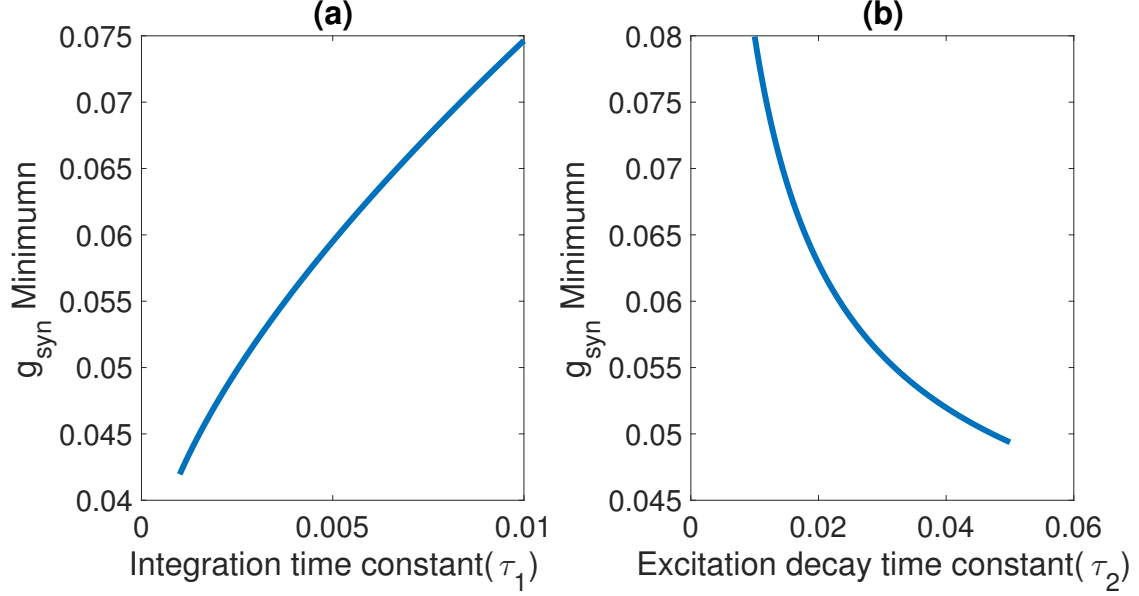 (a)
0.075
0.07
0.065
0.06
0.055
0.05
0.045
0.04
g_syn Minimumn
0 0.005 0.01
Integration time constant(τ_1)
(b)
0.08
0.075
0.07
0.065
0.06
0.055
0.05
0.045
g_syn Minimumn
0 0.02 0.04 0.06
Excitation decay time constant(τ_2)